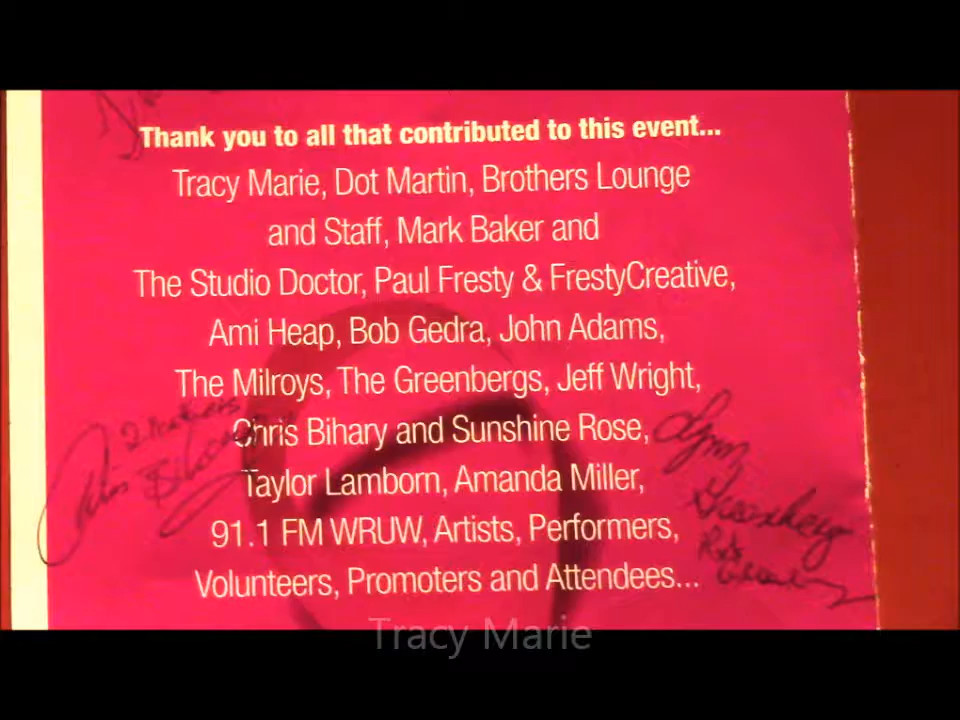 Thank you to all that contributed to this event...
Tracy Marie, Dot Martin, Brothers Lounge
and Staff, Mark Baker and
The Studio Doctor, Paul Fresty & FrestyCreative,
Ami Heap, Bob Gedra, John Adams,
The Milroys, The Greenbergs, Jeff Wright,
Chris Bihary and Sunshine Rose,
Taylor Lamborn, Amanda Miller,
91.1 FM WRUW, Artists, Performers,
Volunteers, Promoters and Attendees...
Tracy Marie